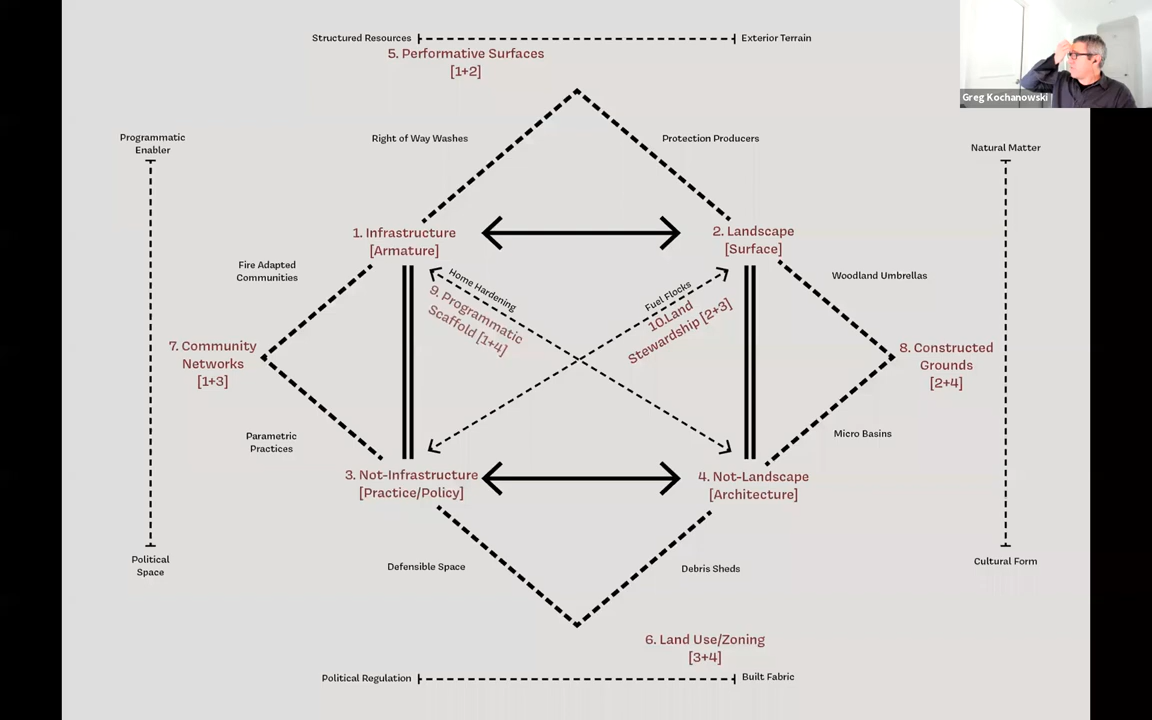 Structured Resources
Exterior Terrain
5. Performative Surfaces
[1+2]
Greg Kochanowski
Programmatic
Enabler
Right of Way Washes
Protection Producers
Natural Matter
1. Infrastructure
[Armature]
2. Landscape
[Surface]
Fire Adapted
Communities
Home Hardening
9. Programmatic
Scaffold [1+4]
Fuel Flocks
10.Land
Stewardship [2+3]
Woodland Umbrellas
7. Community
Networks
[1+3]
8. Constructed
Grounds
[2+4]
Parametric
Practices
Micro Basins
3. Not-Infrastructure
[Practice/Policy]
4. Not-Landscape
[Architecture]
Political
Space
Defensible Space
Debris Sheds
Cultural Form
6. Land Use/Zoning
[3+4]
Political Regulation
Built Fabric